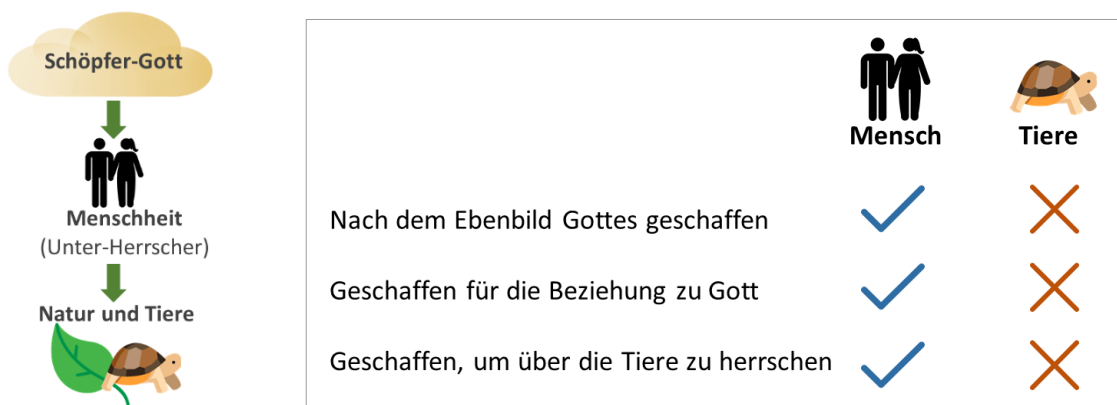 Schöpfer-Gott
Menschheit
(Unter-Herrscher)
Natur und Tiere
Mensch
Tiere
Nach dem Ebenbild Gottes geschaffen
Geschaffen für die Beziehung zu Gott
Geschaffen, um über die Tiere zu herrschen